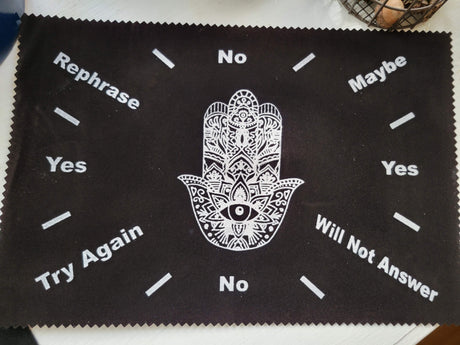 No
Rephrase
Maybe
Yes
Yes
Try Again
Will Not Answer
No